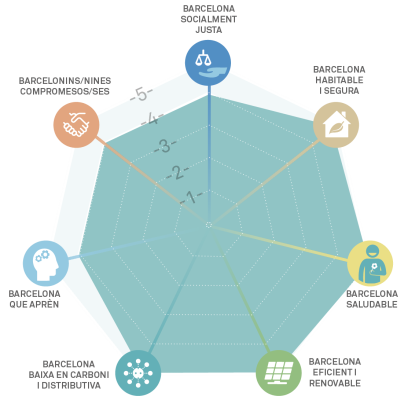 BARCELONA
SOCIALMENT
JUSTA
BARCELONA
HABITABLE
I SEGURA
BARCELONINS/NINES
COMPROMESOS/SES
-5-
-4-
-3-
-2-
-1-
BARCELONA
QUE APRÈN
BARCELONA
SALUDABLE
BARCELONA
BAIXA EN CARBONI
I DISTRIBUTIVA
BARCELONA
EFICIENT I
RENOVABLE